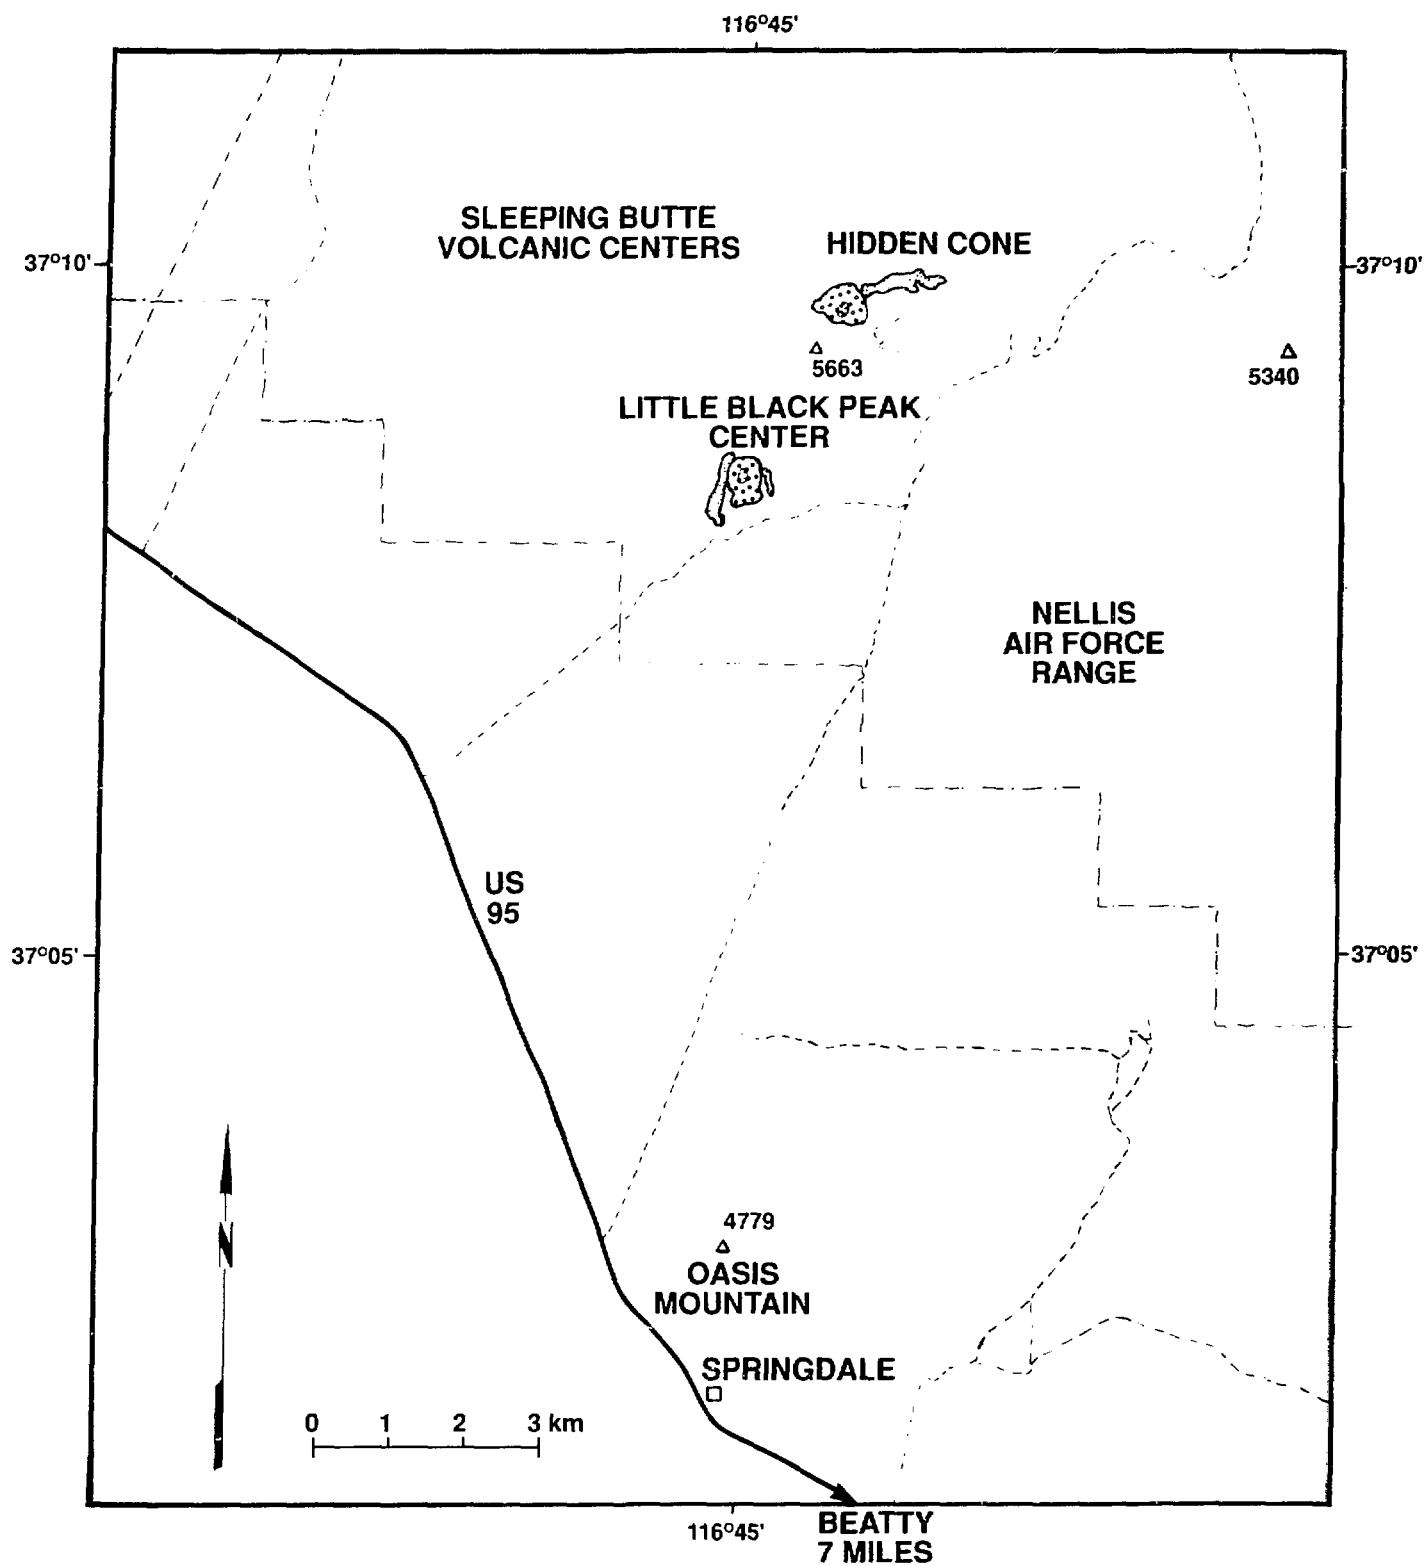 116°45'
SLEEPING BUTTE
VOLCANIC CENTERS
HIDDEN CONE
37°10'
37°10'
5663
5340
LITTLE BLACK PEAK
CENTER
NELLIS
AIR FORCE
RANGE
US
95
37°05'
37°05'
N
4779
OASIS
MOUNTAIN
SPRINGDALE
0 1 2 3 km
116°45'
BEATTY
7 MILES